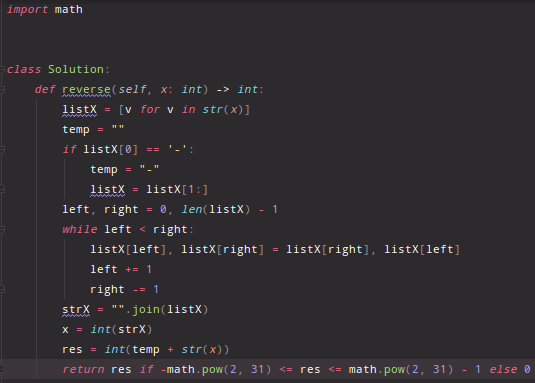 import math
class Solution:
def reverse(self, x: int) -> int:
listX = [v for v in str(x)]
temp = ""
if listX[0] == '-':
temp = "-"
listX = listX[1:]
left, right = 0, len(listX) - 1
while left < right:
listX[left], listX[right] = listX[right], listX[left]
left += 1
right -= 1
strX = "".join(listX)
x = int(strX)
res = int(temp + str(x))
return res if -math.pow(2, 31) <= res <= math.pow(2, 31) - 1 else 0